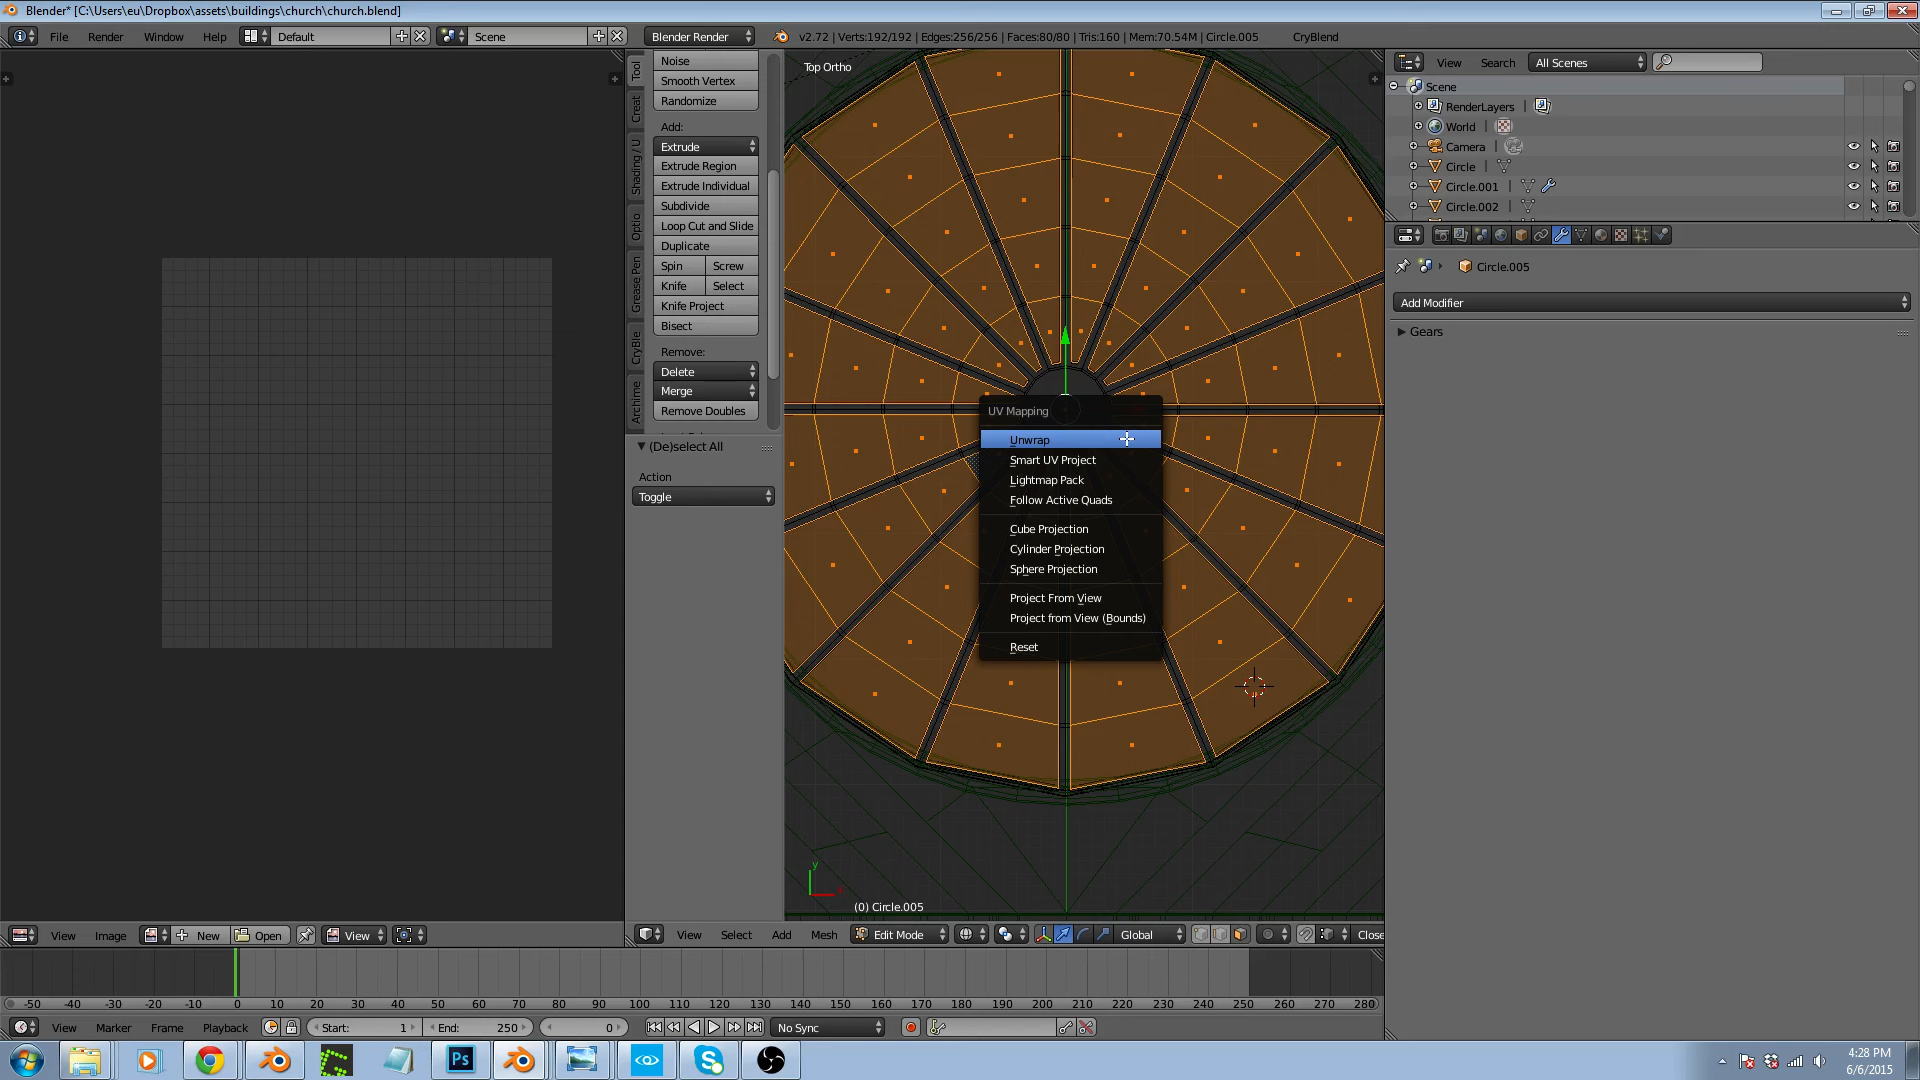 Blender* [C:\Users\eu\Dropbox\assets\buildings\church\church.blend]
File Render Window Help Default Scene Blender Render v2.72 | Verts:192/192 | Edges:256/256 | Faces:80/80 | Tris:160 | Mem:70.54M | Circle.005 CryBlend
Tool
Creat
Shading / U
Optio
Grease Pen
CryBle
Archime
Noise
Smooth Vertex
Randomize
Add:
Extrude
Extrude Region
Extrude Individual
Subdivide
Loop Cut and Slide
Duplicate
Spin Screw
Knife Select
Knife Project
Bisect
Remove:
Delete
Merge
Remove Doubles
(De)select All
Action
Toggle
Top Ortho
UV Mapping
Unwrap
Smart UV Project
Lightmap Pack
Follow Active Quads
Cube Projection
Cylinder Projection
Sphere Projection
Project From View
Project from View (Bounds)
Reset
y
(0) Circle.005
View Search All Scenes
Scene
RenderLayers |
World |
Camera |
Circle |
Circle.001 |
Circle.002 |
Circle.005
Add Modifier
Gears
View Image New Open View
View Select Add Mesh Edit Mode Global Close
-50 -40 -30 -20 -10 0 10 20 30 40 50 60 70 80 90 100 110 120 130 140 150 160 170 180 190 200 210 220 230 240 250 260 270 280
View Marker Frame Playback Start: 1 End: 250 0 No Sync
Ps
4:28 PM
6/6/2015